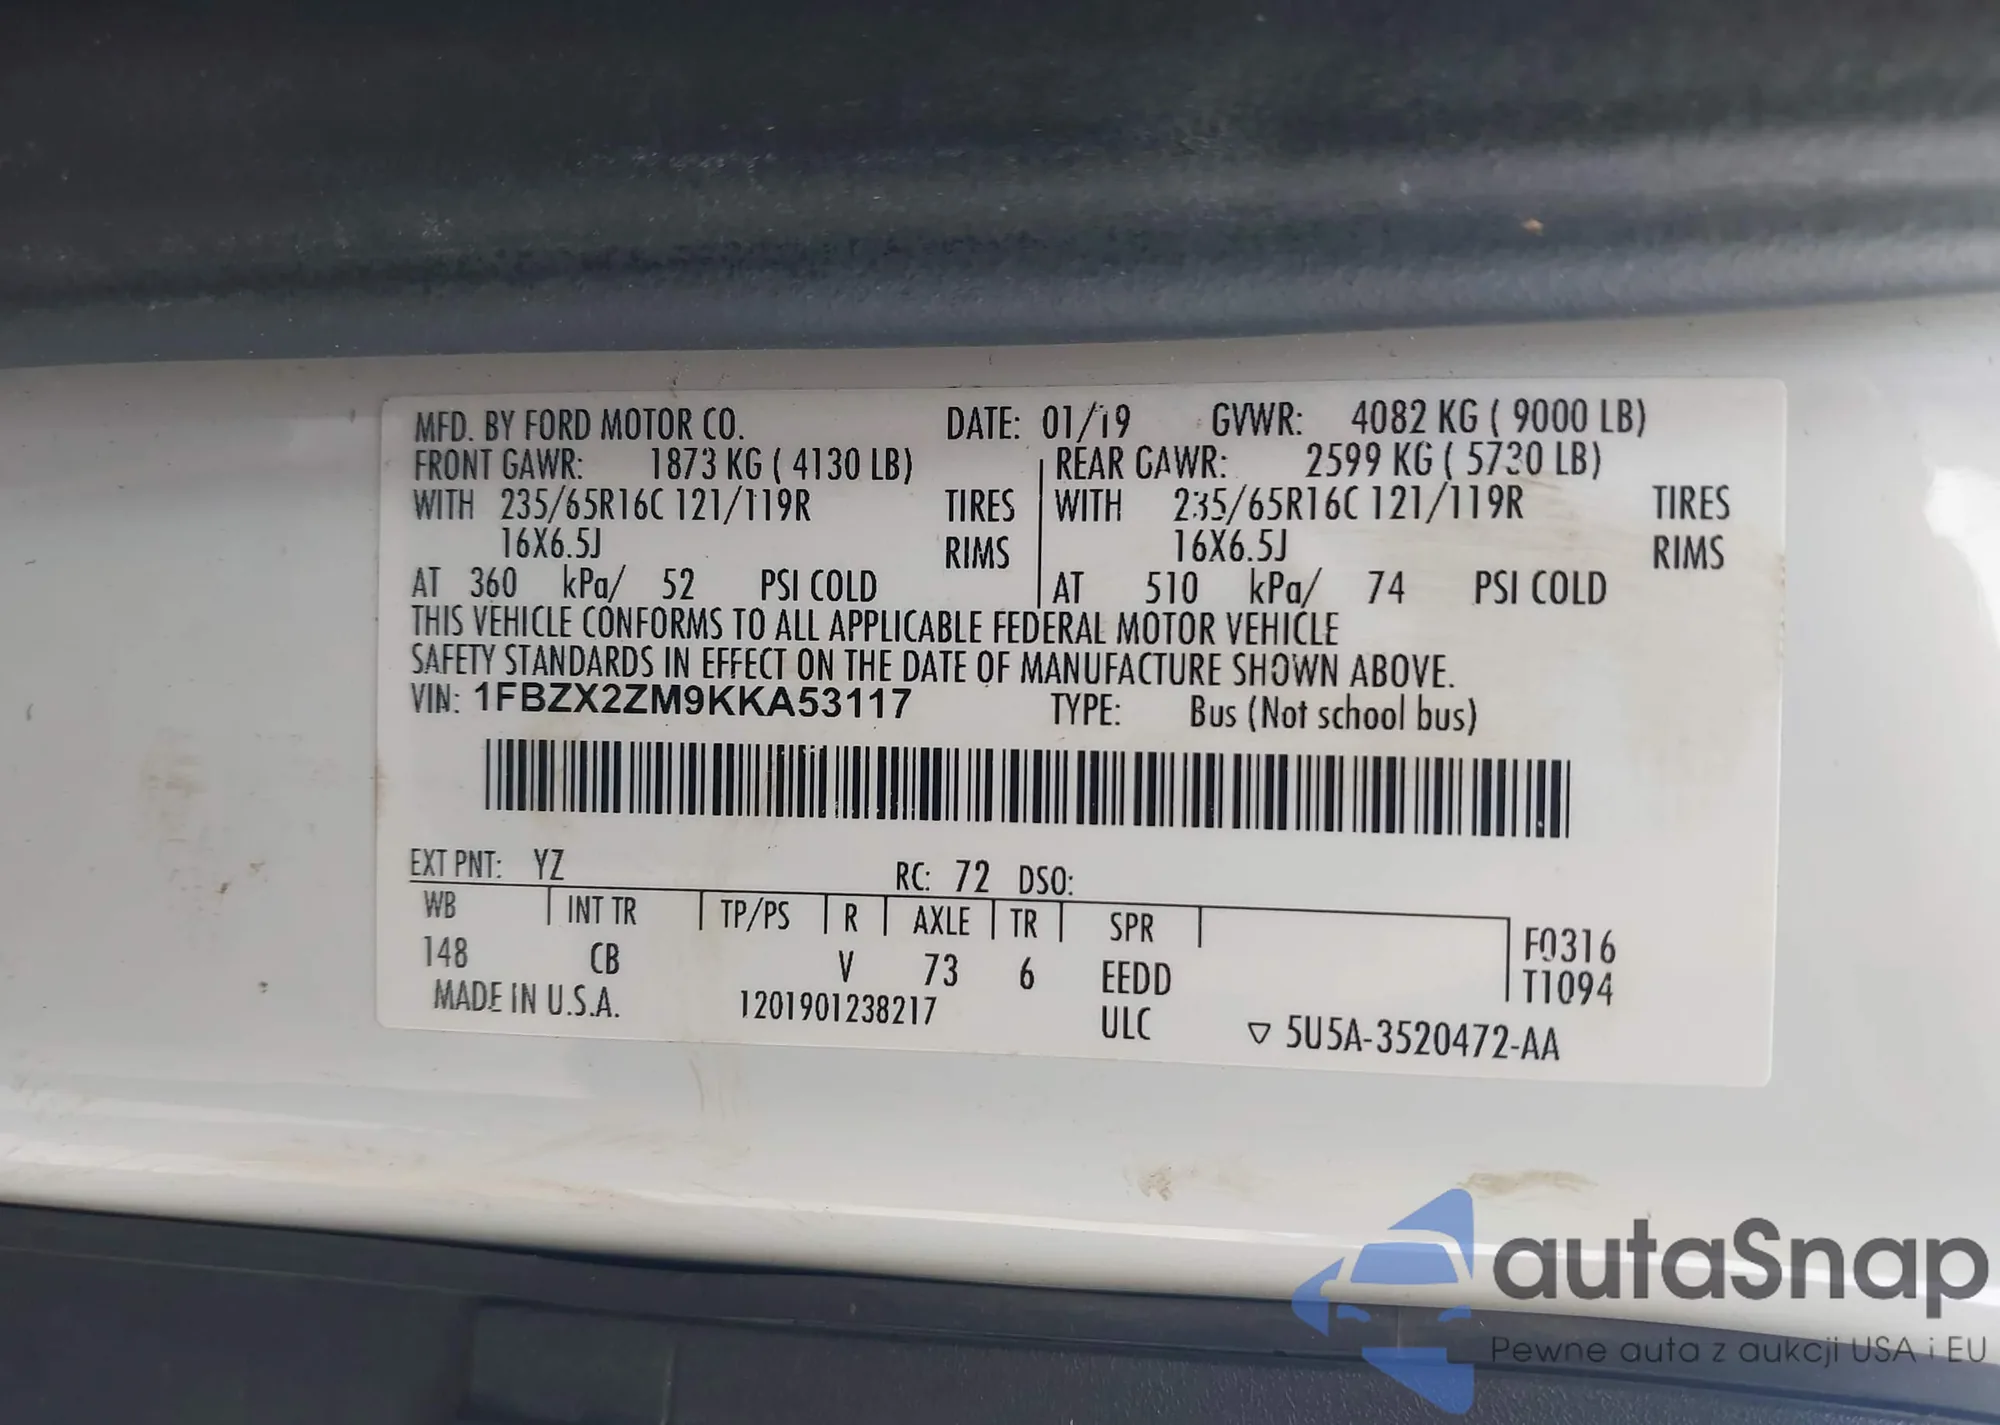 MFD. BY FORD MOTOR CO. DATE: 01/19 GVWR: 4082 KG ( 9000 LB)
FRONT GAWR: 1873 KG ( 4130 LB) REAR GAWR: 2599 KG ( 5730 LB)
WITH 235/65R16C 121/119R TIRES WITH 235/65R16C 121/119R TIRES
16X6.5J RIMS 16X6.5J RIMS
AT 360 kPa/ 52 PSI COLD AT 510 kPa/ 74 PSI COLD
THIS VEHICLE CONFORMS TO ALL APPLICABLE FEDERAL MOTOR VEHICLE
SAFETY STANDARDS IN EFFECT ON THE DATE OF MANUFACTURE SHOWN ABOVE.
VIN: 1FBZX2ZM9KKA53117 TYPE: Bus (Not school bus)
EXT PNT: YZ RC: 72 DSO:
WB INT TR TP/PS R AXLE TR SPR F0316
148 CB V 73 6 EEDD T1094
MADE IN U.S.A. 1201901238217 ULC ▽ 5U5A-3520472-AA
autaSnap
Pewne auta z aukcji USA i EU